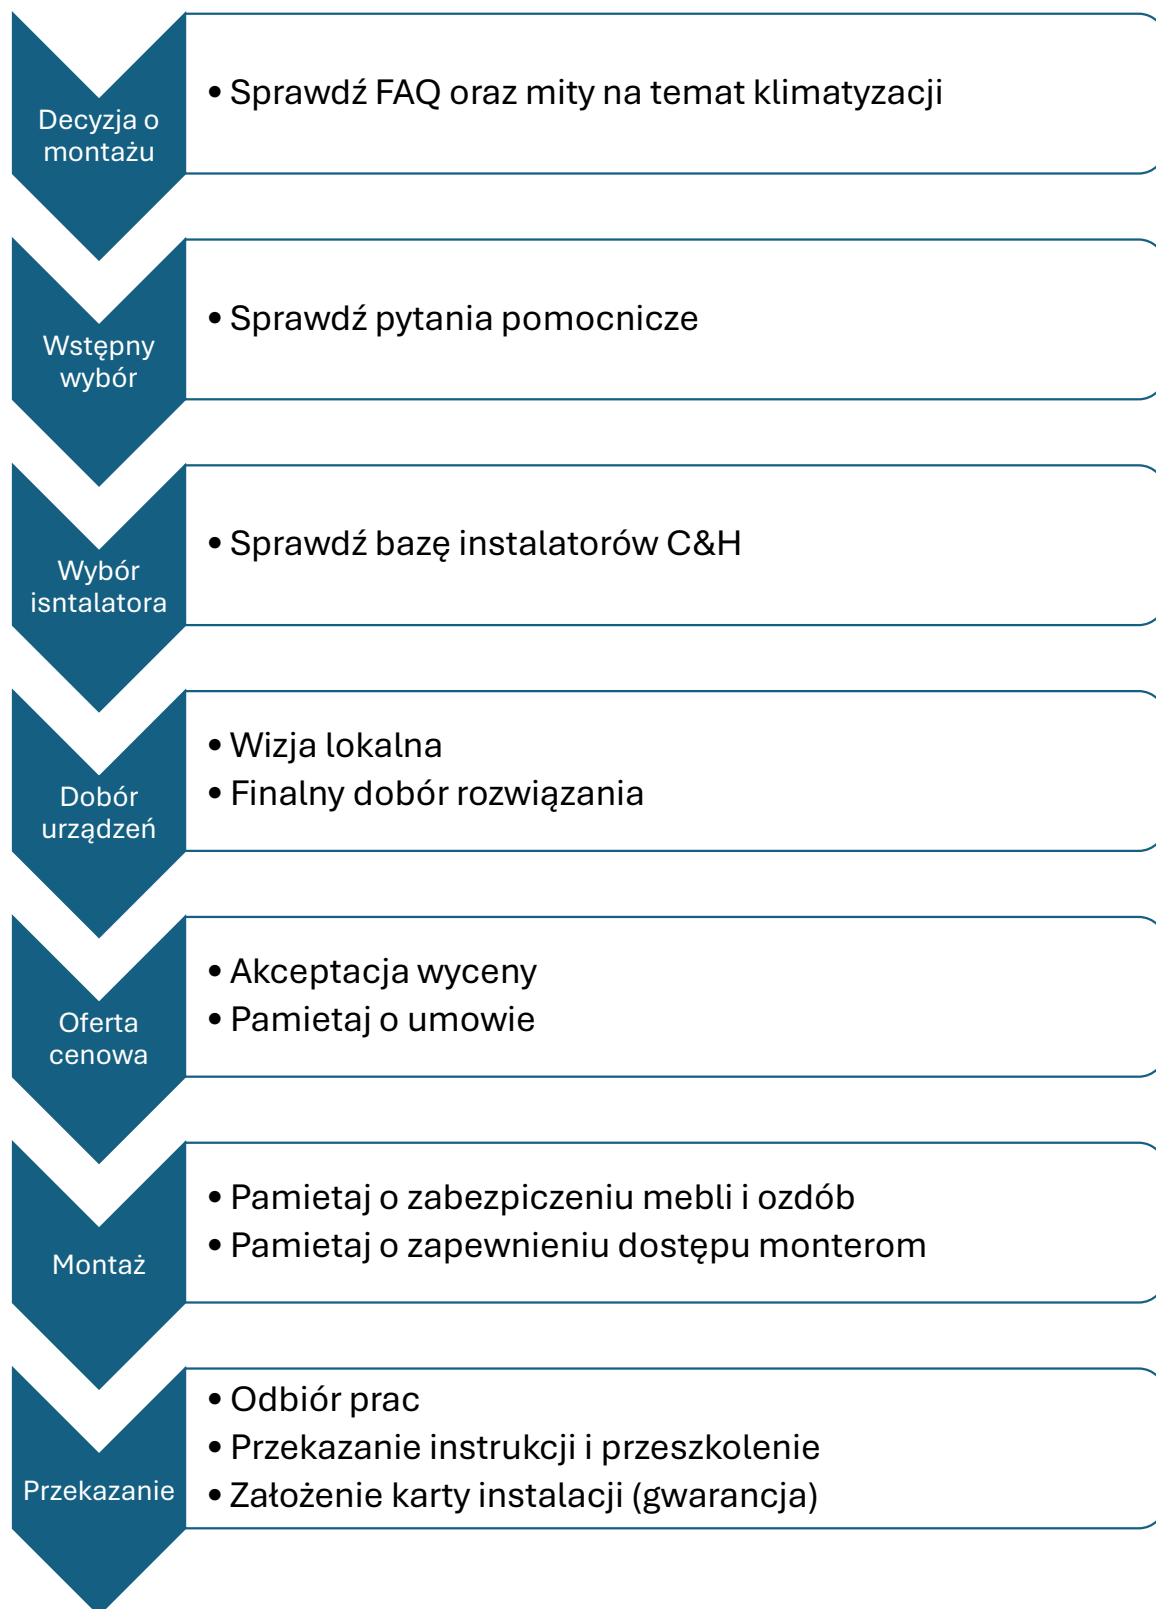 Decyzja o
montażu
• Sprawdź FAQ oraz mity na temat klimatyzacji
Wstępny
wybór
• Sprawdź pytania pomocnicze
Wybór
isntalatora
• Sprawdź bazę instalatorów C&H
Dobór
urządzeń
• Wizja lokalna
• Finalny dobór rozwiązania
Oferta
cenowa
• Akceptacja wyceny
• Pamietaj o umowie
Montaż
• Pamietaj o zabezpiczeniu mebli i ozdób
• Pamietaj o zapewnieniu dostępu monterom
Przekazanie
• Odbiór prac
• Przekazanie instrukcji i przeszkolenie
• Założenie karty instalacji (gwarancja)